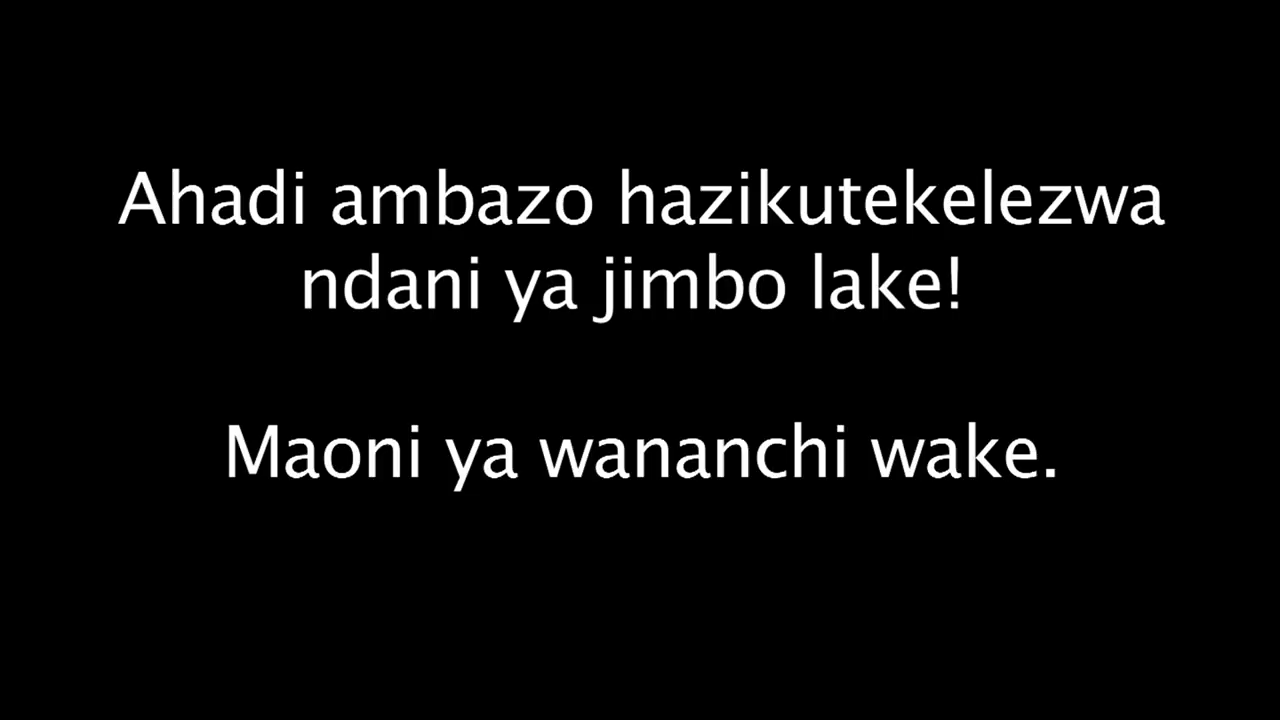 Ahadi ambazo hazikutekelezwa
ndani ya jimbo lake!
Maoni ya wananchi wake.